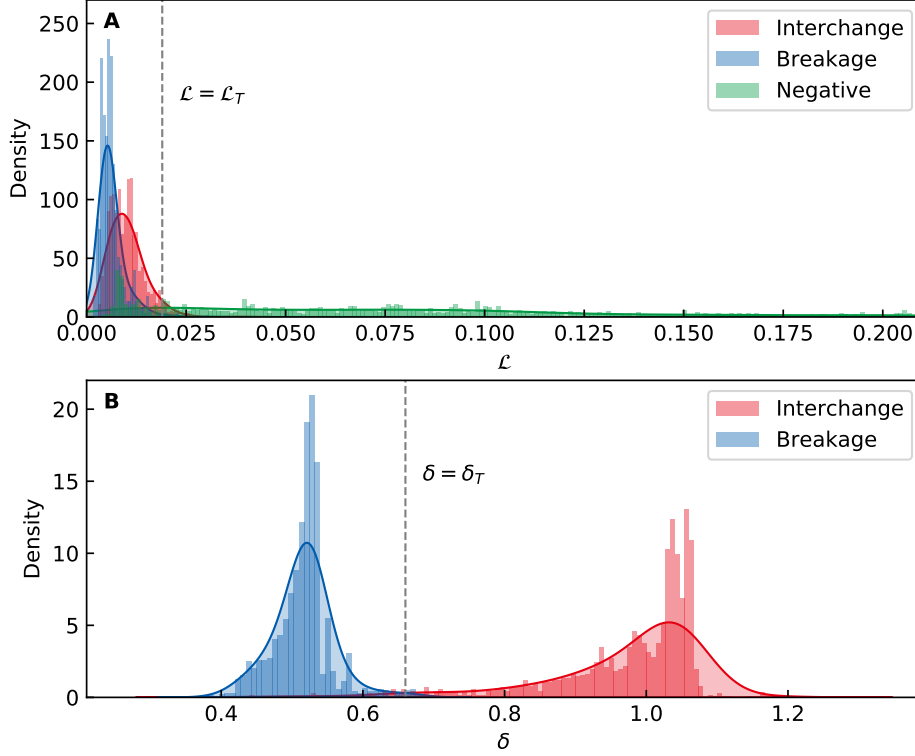 A
Interchange
Breakage
Negative
ℒ = ℒ_T
Density
250
200
150
100
50
0
0.000
0.025
0.050
0.075
0.100
0.125
0.150
0.175
0.200
ℒ
B
Interchange
Breakage
δ = δ_T
Density
20
15
10
5
0
0.4
0.6
0.8
1.0
1.2
δ